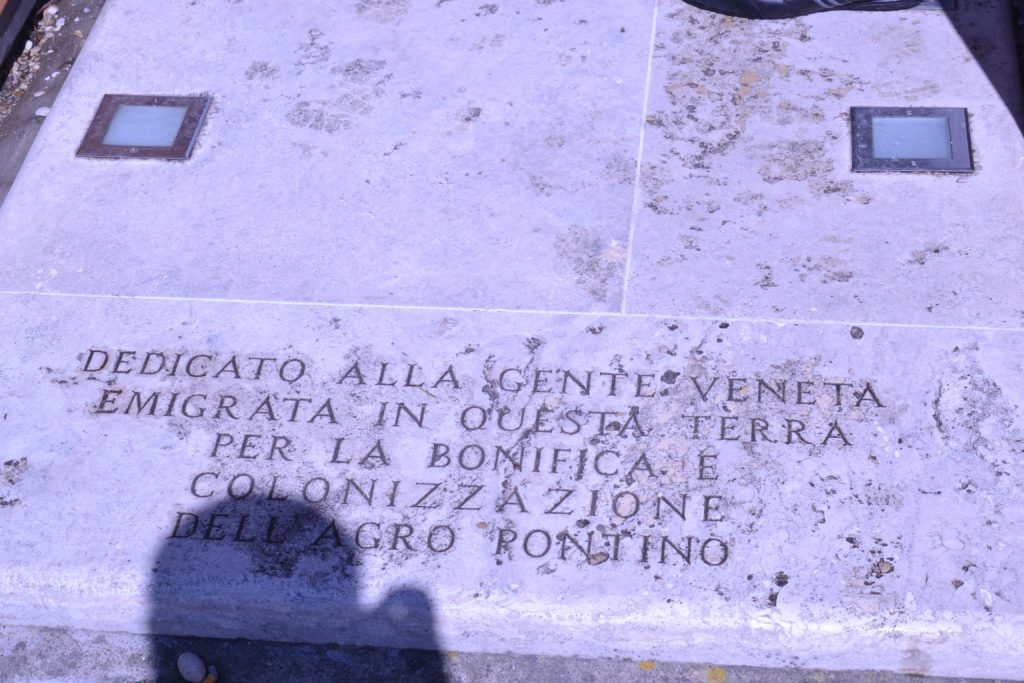 DEDICATO ALLA GENTE VENETA
EMIGRATA IN QUESTA TERRA
PER LA BONIFICA E
COLONIZZAZIONE
DELL'AGRO PONTINO